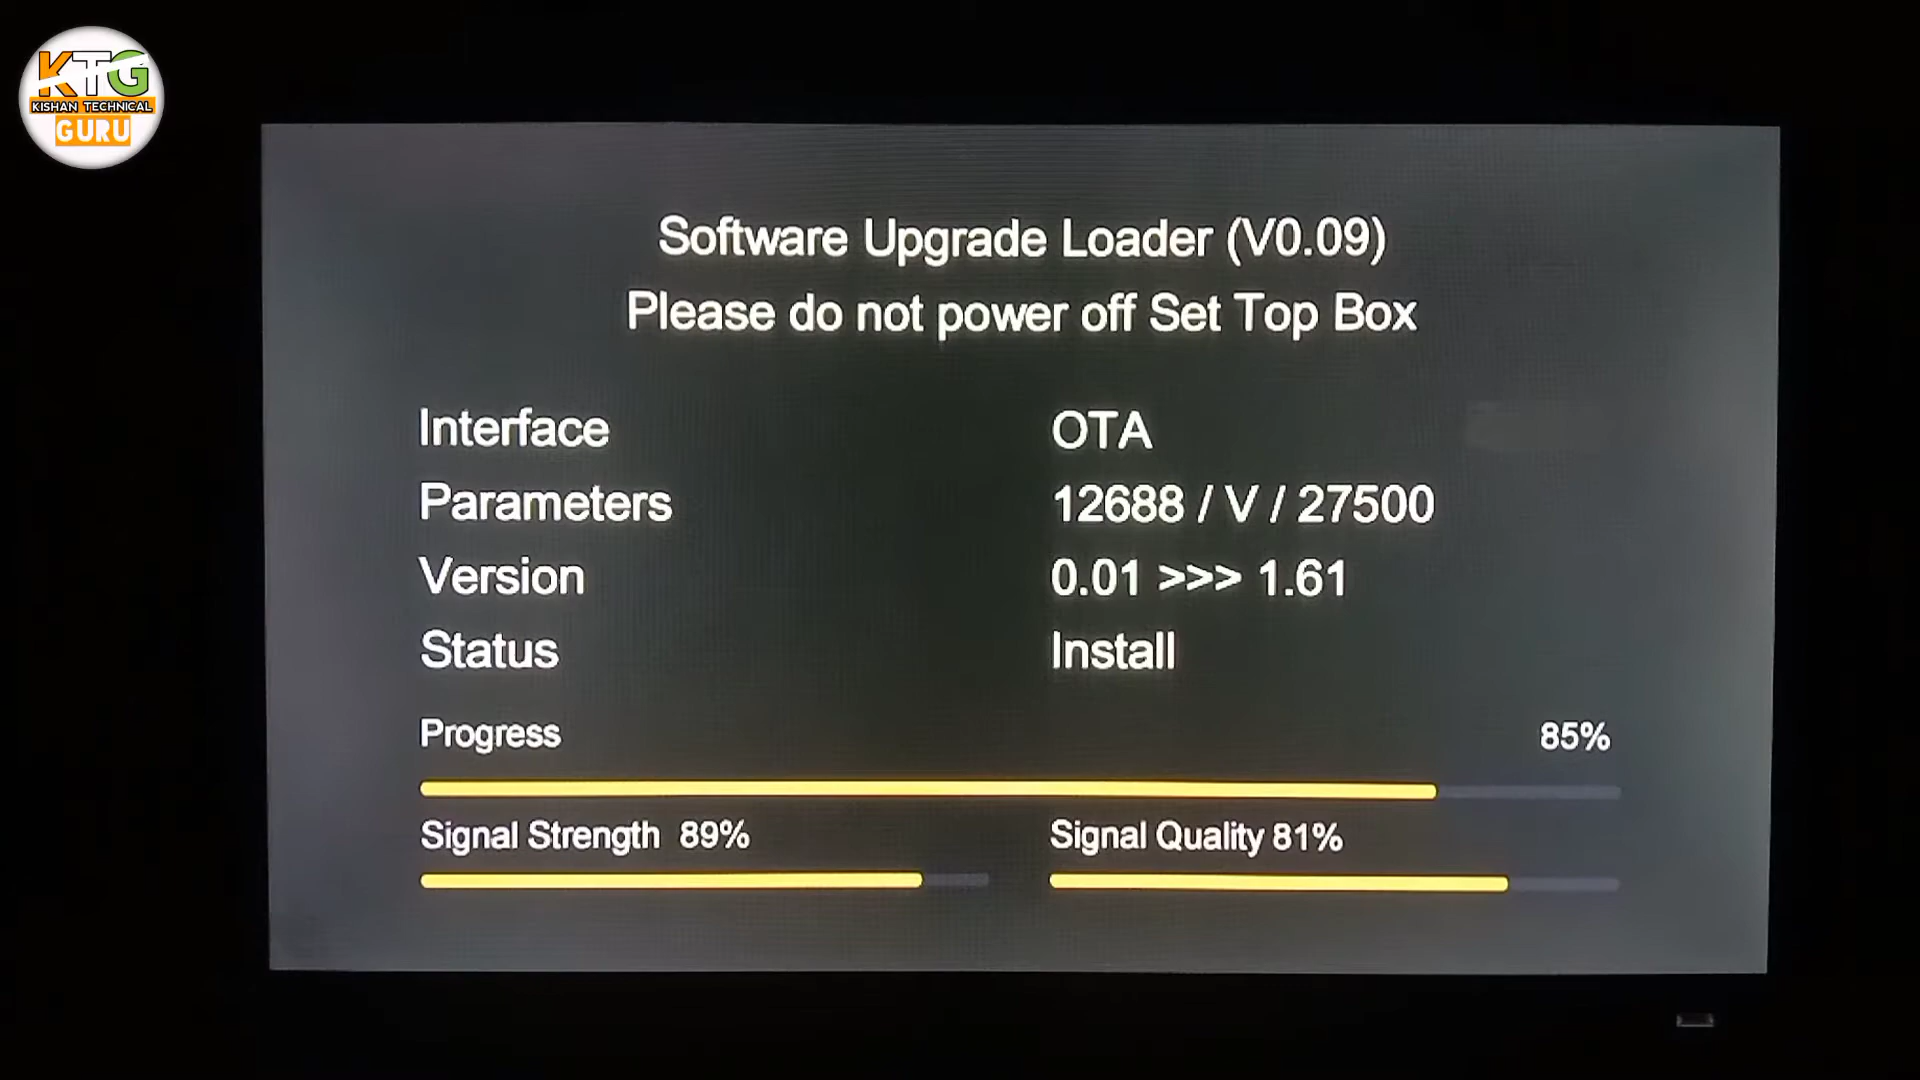 KTG
KISHAN TECHNICAL
GURU
Software Upgrade Loader (V0.09)
Please do not power off Set Top Box
Interface OTA
Parameters 12688 / V / 27500
Version 0.01 >>> 1.61
Status Install
Progress 85%
Signal Strength 89% Signal Quality 81%